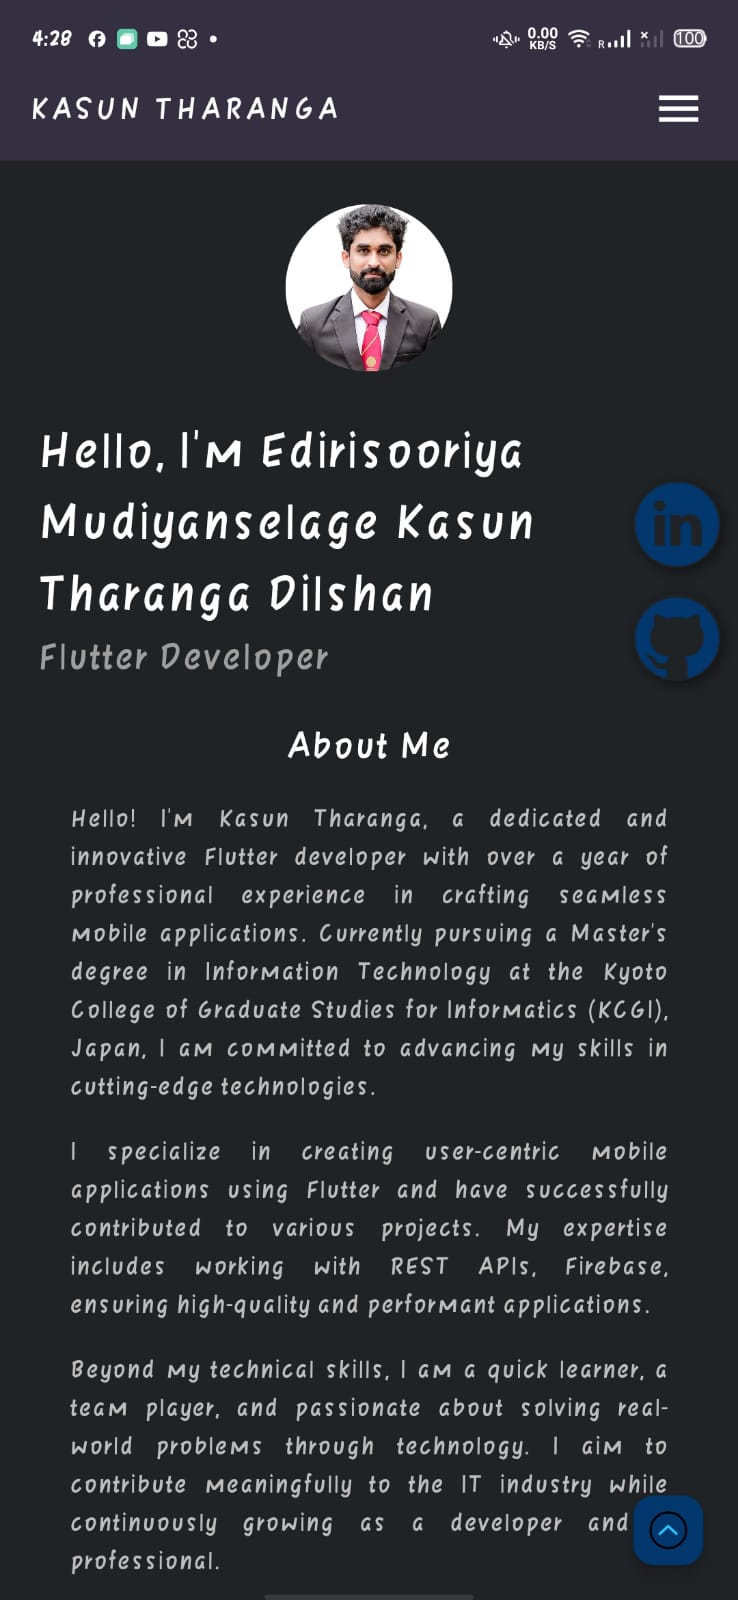 4:28
0.00
KB/S
R
100
KASUN THARANGA
Hello, I'm Edirisooriya
Mudiyanselage Kasun
Tharanga Dilshan
in
Flutter Developer
About Me
Hello! I'm Kasun Tharanga, a dedicated and
innovative Flutter developer with over a year of
professional experience in crafting seamless
mobile applications. Currently pursuing a Master's
degree in Information Technology at the Kyoto
College of Graduate Studies for Informatics (KCGI),
Japan, I am committed to advancing my skills in
cutting-edge technologies.
I specialize in creating user-centric mobile
applications using Flutter and have successfully
contributed to various projects. My expertise
includes working with REST APIs, Firebase,
ensuring high-quality and performant applications.
Beyond my technical skills, I am a quick learner, a
team player, and passionate about solving real-
world problems through technology. I aim to
contribute meaningfully to the IT industry while
continuously growing as a developer and
professional.